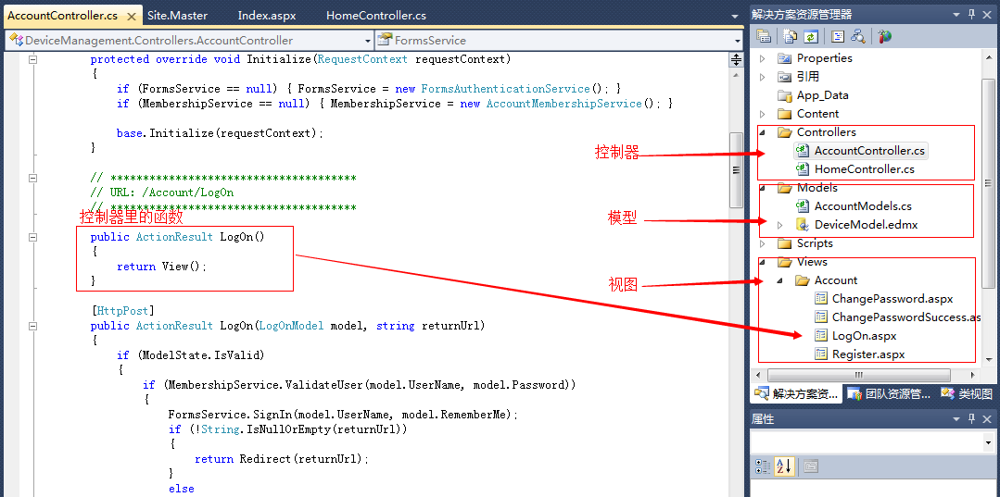 AccountController.cs Site.Master Index.aspx HomeController.cs
DeviceManagement.Controllers.AccountController FormsService
protected override void Initialize(RequestContext requestContext)
{
if (FormsService == null) { FormsService = new FormsAuthenticationService(); }
if (MembershipService == null) { MembershipService = new AccountMembershipService(); }
base.Initialize(requestContext);
}
// **************************************
// URL: /Account/LogOn
// **************************************
控制器里的函数
public ActionResult LogOn()
{
return View();
}
[HttpPost]
public ActionResult LogOn(LogOnModel model, string returnUrl)
{
if (ModelState.IsValid)
{
if (MembershipService.ValidateUser(model.UserName, model.Password))
{
FormsService.SignIn(model.UserName, model.RememberMe);
if (!String.IsNullOrEmpty(returnUrl))
{
return Redirect(returnUrl);
}
else
控制器
模型
视图
解决方案资源管理器
Properties
引用
App_Data
Content
Controllers
AccountController.cs
HomeController.cs
Models
AccountModels.cs
DeviceModel.edmx
Scripts
Views
Account
ChangePassword.aspx
ChangePasswordSuccess.as
LogOn.aspx
Register.aspx
解决方案资... 团队资源管... 类视图
属性